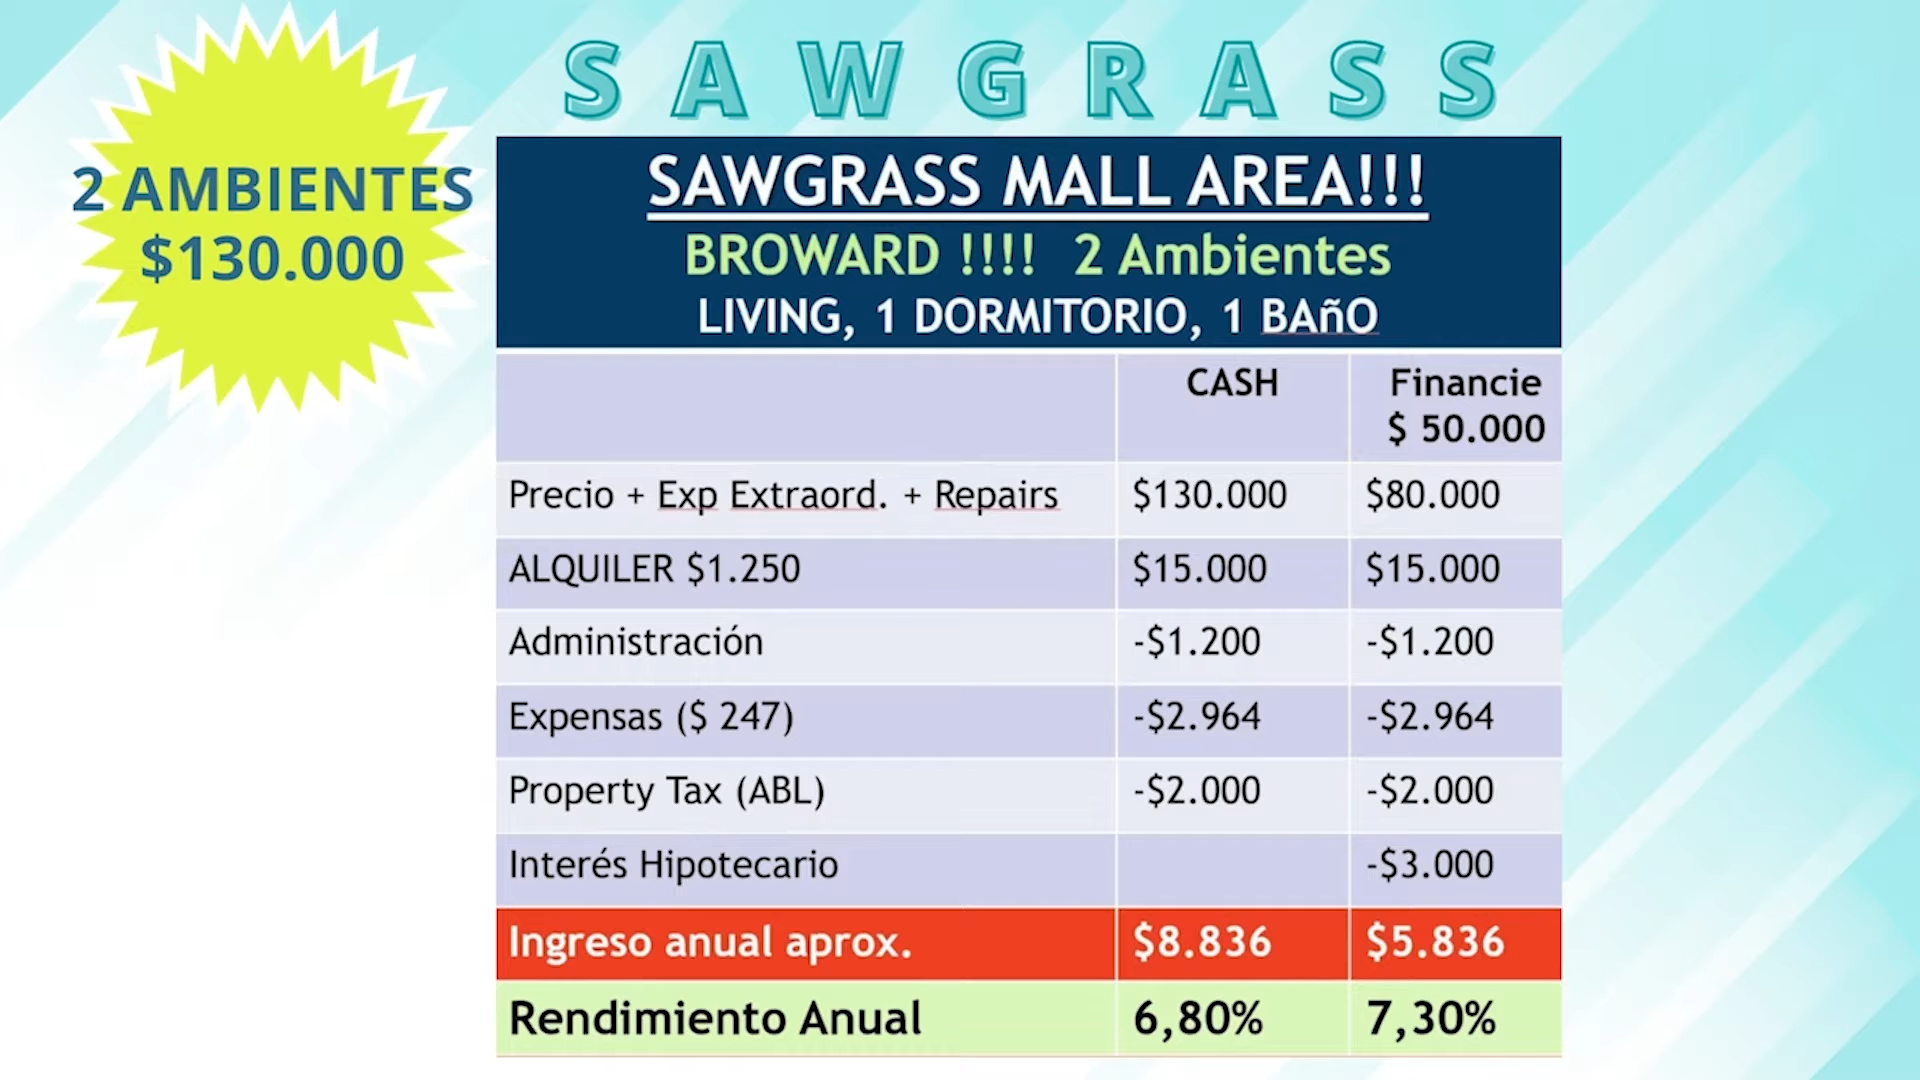 2 AMBIENTES
$130.000
SAWGRASS
SAWGRASS MALL AREA!!!
BROWARD !!!! 2 Ambientes
LIVING, 1 DORMITORIO, 1 BAñO
CASH Financie
$ 50.000
Precio + Exp Extraord. + Repairs $130.000 $80.000
ALQUILER $1.250 $15.000 $15.000
Administración -$1.200 -$1.200
Expensas ($ 247) -$2.964 -$2.964
Property Tax (ABL) -$2.000 -$2.000
Interés Hipotecario -$3.000
Ingreso anual aprox. $8.836 $5.836
Rendimiento Anual 6,80% 7,30%